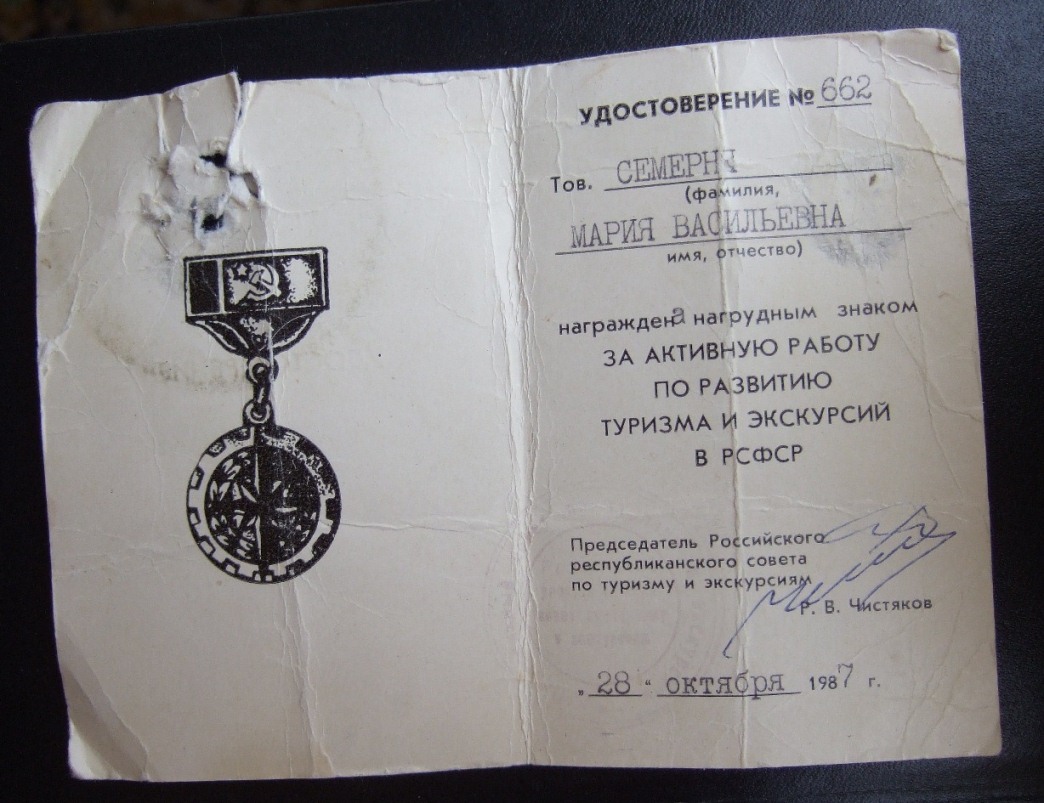 УДОСТОВЕРЕНИЕ № 662
Тов.
(фамилия,
МАРИЯ ВАСИЛЬЕВНА
имя, отчество)
награждена нагрудным знаком
ЗА АКТИВНУЮ РАБОТУ
ПО РАЗВИТИЮ
ТУРИЗМА И ЭКСКУРСИЙ
В РСФСР
Председатель Российского
республиканского совета
по туризму и экскурсиям
Р. В. Чистяков
„ 28 “ октября 1987 г.